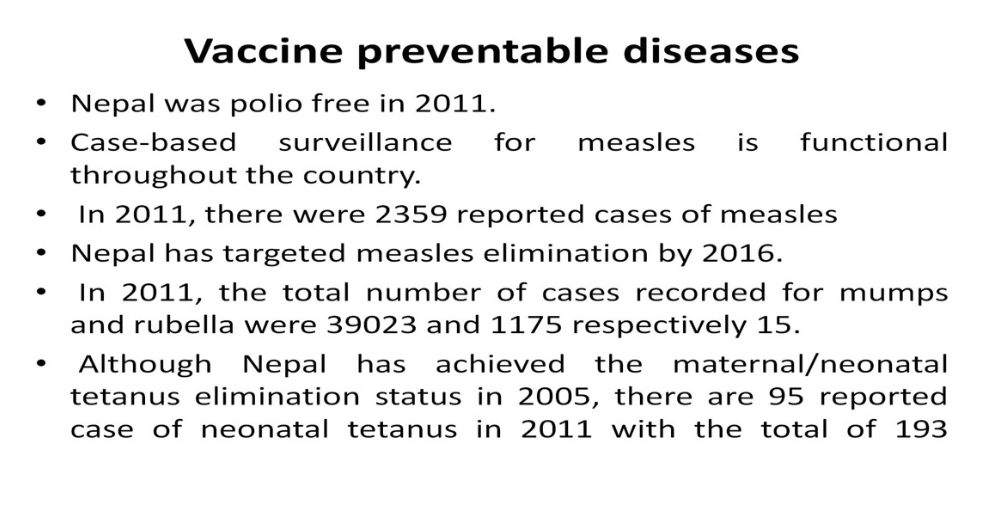 Vaccine preventable diseases
• Nepal was polio free in 2011.
• Case-based surveillance for measles is functional
throughout the country.
• In 2011, there were 2359 reported cases of measles
• Nepal has targeted measles elimination by 2016.
• In 2011, the total number of cases recorded for mumps
and rubella were 39023 and 1175 respectively 15.
• Although Nepal has achieved the maternal/neonatal
tetanus elimination status in 2005, there are 95 reported
case of neonatal tetanus in 2011 with the total of 193